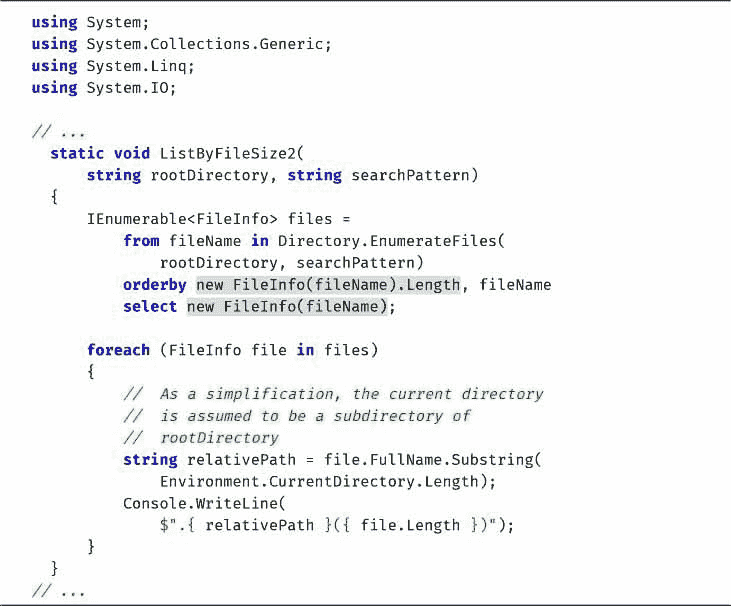 using System;
using System.Collections.Generic;
using System.Linq;
using System.IO;
// ...
static void ListByFileSize2(
string rootDirectory, string searchPattern)
{
IEnumerable<FileInfo> files =
from fileName in Directory.EnumerateFiles(
rootDirectory, searchPattern)
orderby new FileInfo(fileName).Length, fileName
select new FileInfo(fileName);
foreach (FileInfo file in files)
{
// As a simplification, the current directory
// is assumed to be a subdirectory of
// rootDirectory
string relativePath = file.FullName.Substring(
Environment.CurrentDirectory.Length);
Console.WriteLine(
$".{ relativePath }({ file.Length })");
}
}
// ...